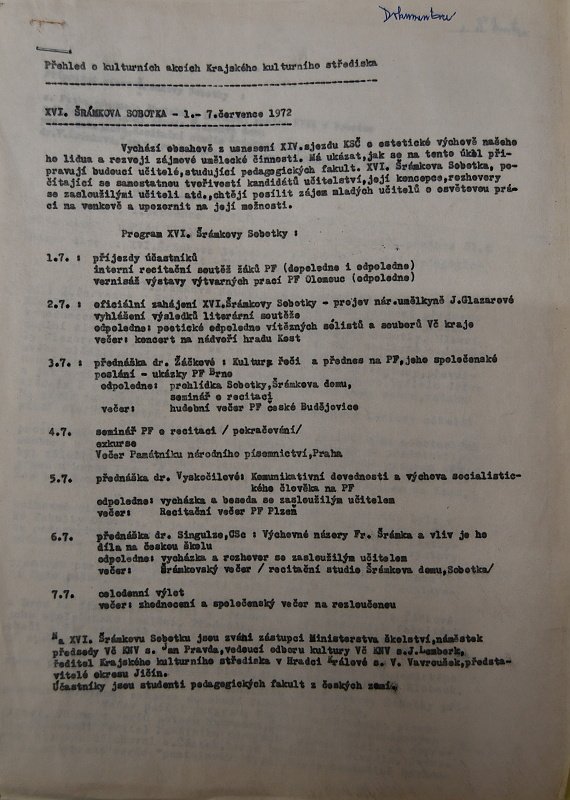 Dokumentace
Přehled o kulturních akcích Krajského kulturního střediska
XVI. ŠRÁMKOVA SOBOTKA - 1.- 7.července 1972
Vychází obsahově z usnesení XIV.sjezdu KSČ o estetické výchově našeho
ho lidua a rozvoji zájmové umělecké činnosti. Má ukázat,jak se na tento úkol při-
pravují budoucí učitelé,studující pedagogických fakult. XVI. Šrámkova Sobotka, po-
čítající se samostatnou tvořivostí kandidátů učitelství,její koncepce,rozhovory
se zasloužilými učiteli atd.,chtějí posílit zájem mladých učitelů o osvětovou prá-
ci na venkově a upozornit na její možnosti.
Program XVI. Šrámkovy Sobotky :
1.7. : příjezdy účastníků
interní recitační soutěž žáků PF (dopoledne i odpoledne)
vernisáž výstavy výtvarných prací PF Olomouc (odpoledne)
2.7. : oficiální zahájení XVI.Šrámkovy Sobotky - projev nár.umělkyně J.Glazarové
vyhlášení výsledků literární soutěže
odpoledne: poetické odpoledne vítězných sólistů a souborů Vč kraje
večer: koncert na nádvoří hradu Kost
3.7. : přednáška dr. Žáčkové : Kultura řeči a přednes na PF,jeho společenské
poslání - ukázky PF Brno
odpoledne: prohlídka Sobotky,Šrámkova domu,
seminář o recitaci
večer: hudební večer PF České Budějovice
4.7. seminář PF o recitaci / pokračování/
exkurse
Večer Památníku národního písemnictví,Praha
5.7. přednáška dr. Vyskočilové: Komunikativní dovednosti a výchova socialistic-
kého člověka na PF
odpoledne: vycházka a beseda se zasloužilým učitelem
večer: Recitační večer PF Plzeň
6.7. přednáška dr. Singulze,CSc : Výchovné názory Fr. Šrámka a vliv je ho
díla na českou školu
odpoledne: vycházka a rozhovor se zasloužilým učitelem
večer: Šrámkovský večer / recitační studio Šrámkova domu,Sobotka/
7.7. celodenní výlet
večer: zhodnocení a společenský večer na rozloučenou
Na XVI. Šrámkovu Sobotku jsou zváni zástupci Ministerstva školství,náměstek
předsedy Vč KNV s. Jan Pravda,vedoucí odboru kultury Vč KNV s.J.Lemberk,
ředitel Krajského kulturního střediska v Hradci Králové s. V. Vavroušek,předsta-
vitelé okresu Jičín.
Účastníky jsou studenti pedagogických fakult z českých zemí.